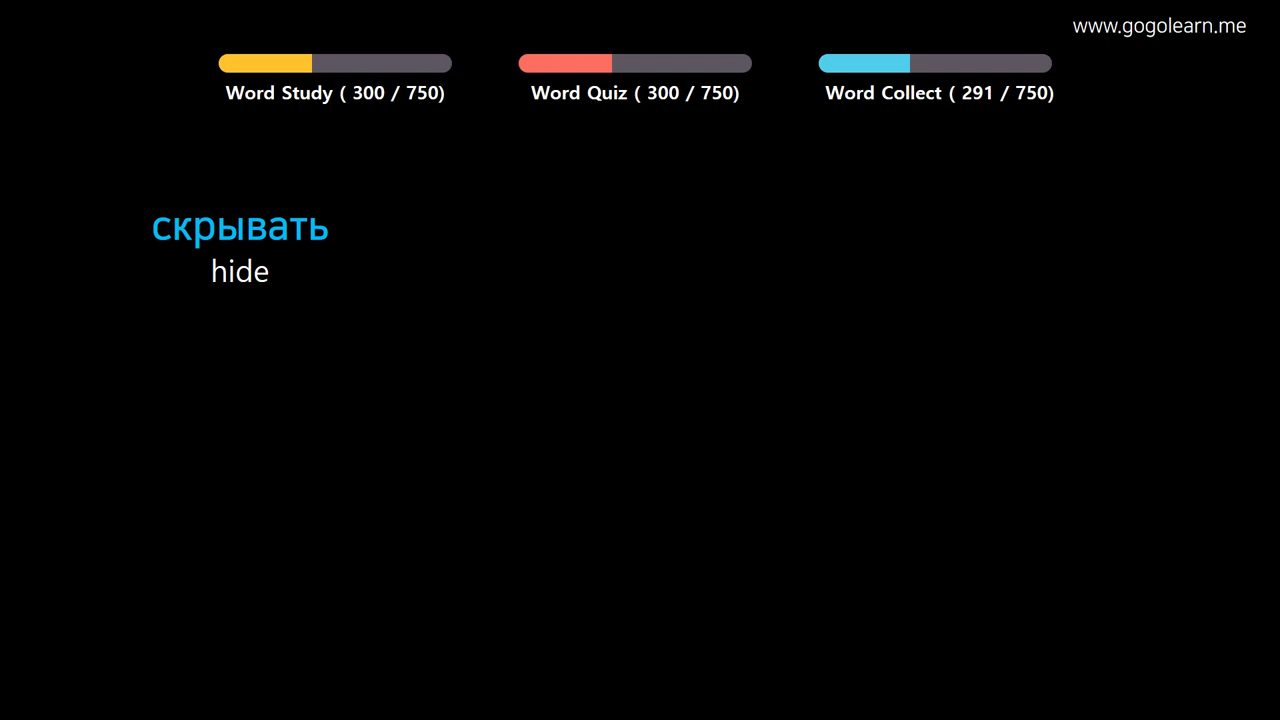 www.gogolearn.me
Word Study ( 300 / 750)
Word Quiz ( 300 / 750)
Word Collect ( 291 / 750)
скрывать
hide